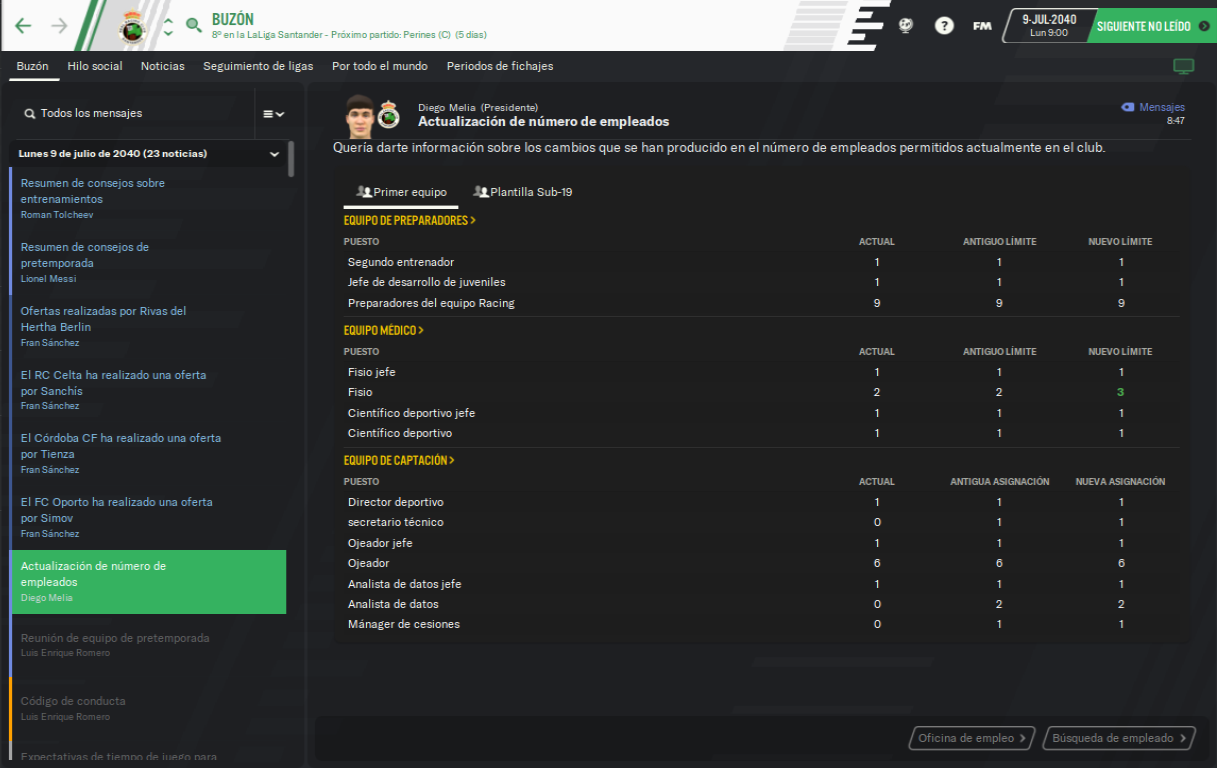 BUZÓN
8º en la LaLiga Santander - Próximo partido: Perines (C) (5 dias)
?
FM
9-JUL-2040
Lun 9:00
SIGUIENTE NO LEÍDO
Buzón Hilo social Noticias Seguimiento de ligas Por todo el mundo Periodos de fichajes
Todos los mensajes
Lunes 9 de julio de 2040 (23 noticias)
Resumen de consejos sobre
entrenamientos
Roman Tolcheev
Resumen de consejos de
pretemporada
Lionel Messi
Ofertas realizadas por Rivas del
Hertha Berlin
Fran Sánchez
El RC Celta ha realizado una oferta
por Sanchís
Fran Sánchez
El Córdoba CF ha realizado una oferta
por Tienza
Fran Sánchez
El FC Oporto ha realizado una oferta
por Simov
Fran Sánchez
Actualización de número de
empleados
Diego Melia
Reunión de equipo de pretemporada
Luis Enrique Romero
Código de conducta
Luis Enrique Romero
Expectativas de tiempo de juego para
Diego Melia (Presidente)
Actualización de número de empleados
Mensajes
8:47
Quería darte información sobre los cambios que se han producido en el número de empleados permitidos actualmente en el club.
Primer equipo Plantilla Sub-19
EQUIPO DE PREPARADORES >
PUESTO ACTUAL ANTIGUO LÍMITE NUEVO LÍMITE
Segundo entrenador 1 1 1
Jefe de desarrollo de juveniles 1 1 1
Preparadores del equipo Racing 9 9 9
EQUIPO MÉDICO >
PUESTO ACTUAL ANTIGUO LÍMITE NUEVO LÍMITE
Fisio jefe 1 1 1
Fisio 2 2 3
Científico deportivo jefe 1 1 1
Científico deportivo 1 1 1
EQUIPO DE CAPTACIÓN >
PUESTO ACTUAL ANTIGUA ASIGNACIÓN NUEVA ASIGNACIÓN
Director deportivo 1 1 1
secretario técnico 0 1 1
Ojeador jefe 1 1 1
Ojeador 6 6 6
Analista de datos jefe 1 1 1
Analista de datos 0 2 2
Mánager de cesiones 0 1 1
Oficina de empleo > Búsqueda de empleado >